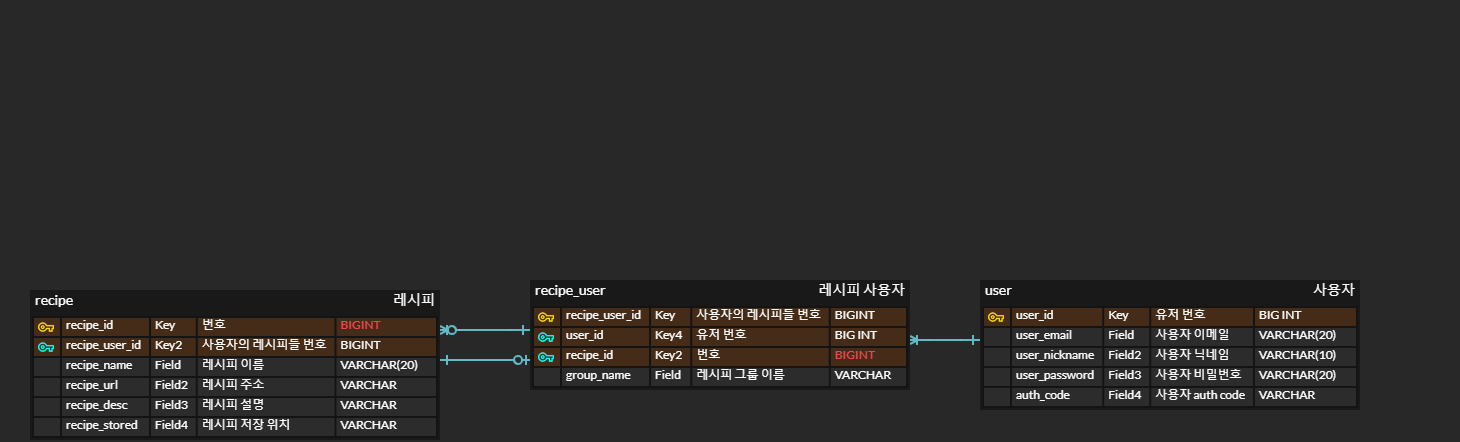 recipe 레시피
recipe_id Key 번호 BIGINT
recipe_user_id Key2 사용자의 레시피들 번호 BIGINT
recipe_name Field 레시피 이름 VARCHAR(20)
recipe_url Field2 레시피 주소 VARCHAR
recipe_desc Field3 레시피 설명 VARCHAR
recipe_stored Field4 레시피 저장 위치 VARCHAR
recipe_user 레시피 사용자
recipe_user_id Key 사용자의 레시피들 번호 BIGINT
user_id Key4 유저 번호 BIG INT
recipe_id Key2 번호 BIGINT
group_name Field 레시피 그룹 이름 VARCHAR
user 사용자
user_id Key 유저 번호 BIG INT
user_email Field 사용자 이메일 VARCHAR(20)
user_nickname Field2 사용자 닉네임 VARCHAR(10)
user_password Field3 사용자 비밀번호 VARCHAR(20)
auth_code Field4 사용자 auth code VARCHAR